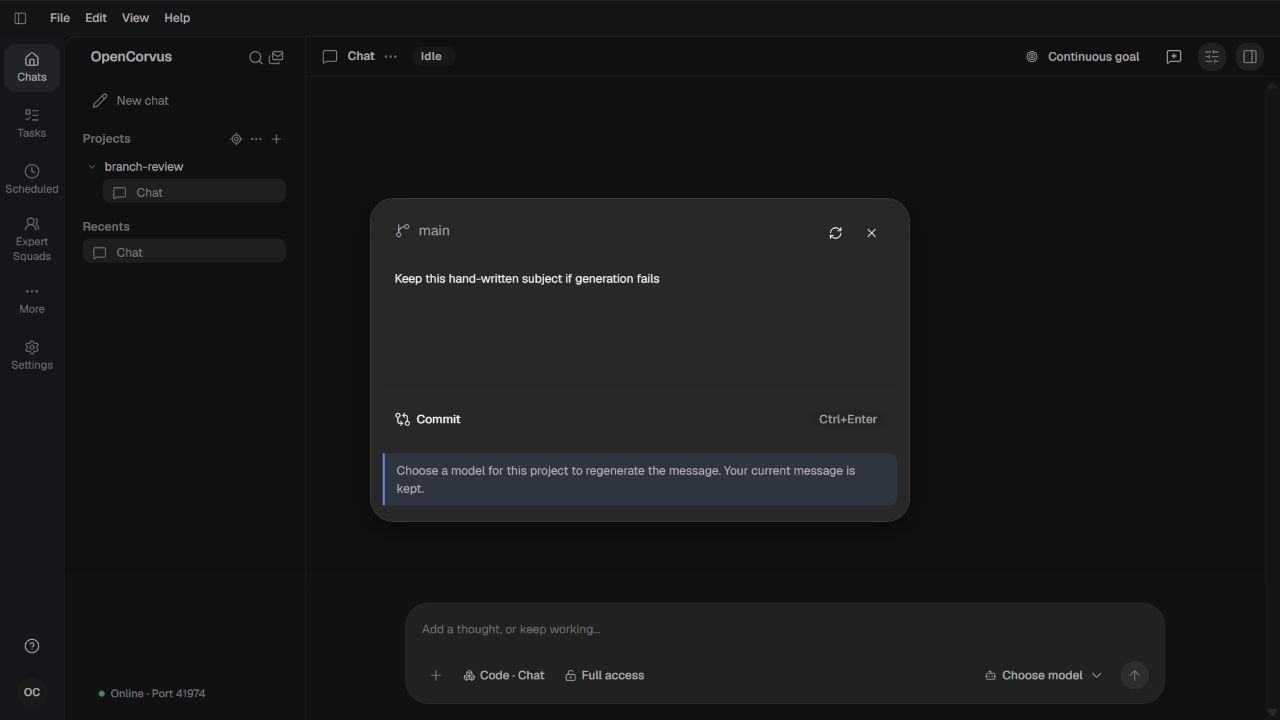 File Edit View Help
OpenCorvus
Chat ··· Idle
Continuous goal
Chats
Tasks
Scheduled
Expert
Squads
More
Settings
OC
New chat
Projects
branch-review
Chat
Recents
Chat
Online · Port 41974
main
Keep this hand-written subject if generation fails
Commit
Ctrl+Enter
Choose a model for this project to regenerate the message. Your current message is
kept.
Add a thought, or keep working...
Code · Chat
Full access
Choose model